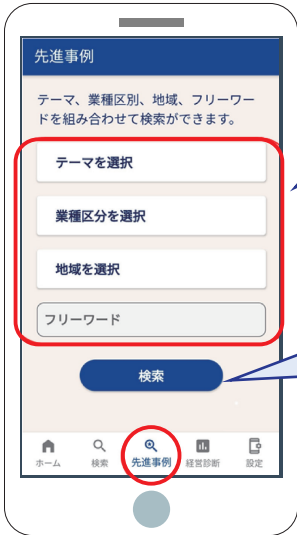 先進事例
テーマ、業種区別、地域、フリーワー
ドを組み合わせて検索ができます。
テーマを選択
業種区分を選択
地域を選択
フリーワード
検索
ホーム 検索 先進事例 経営診断 設定